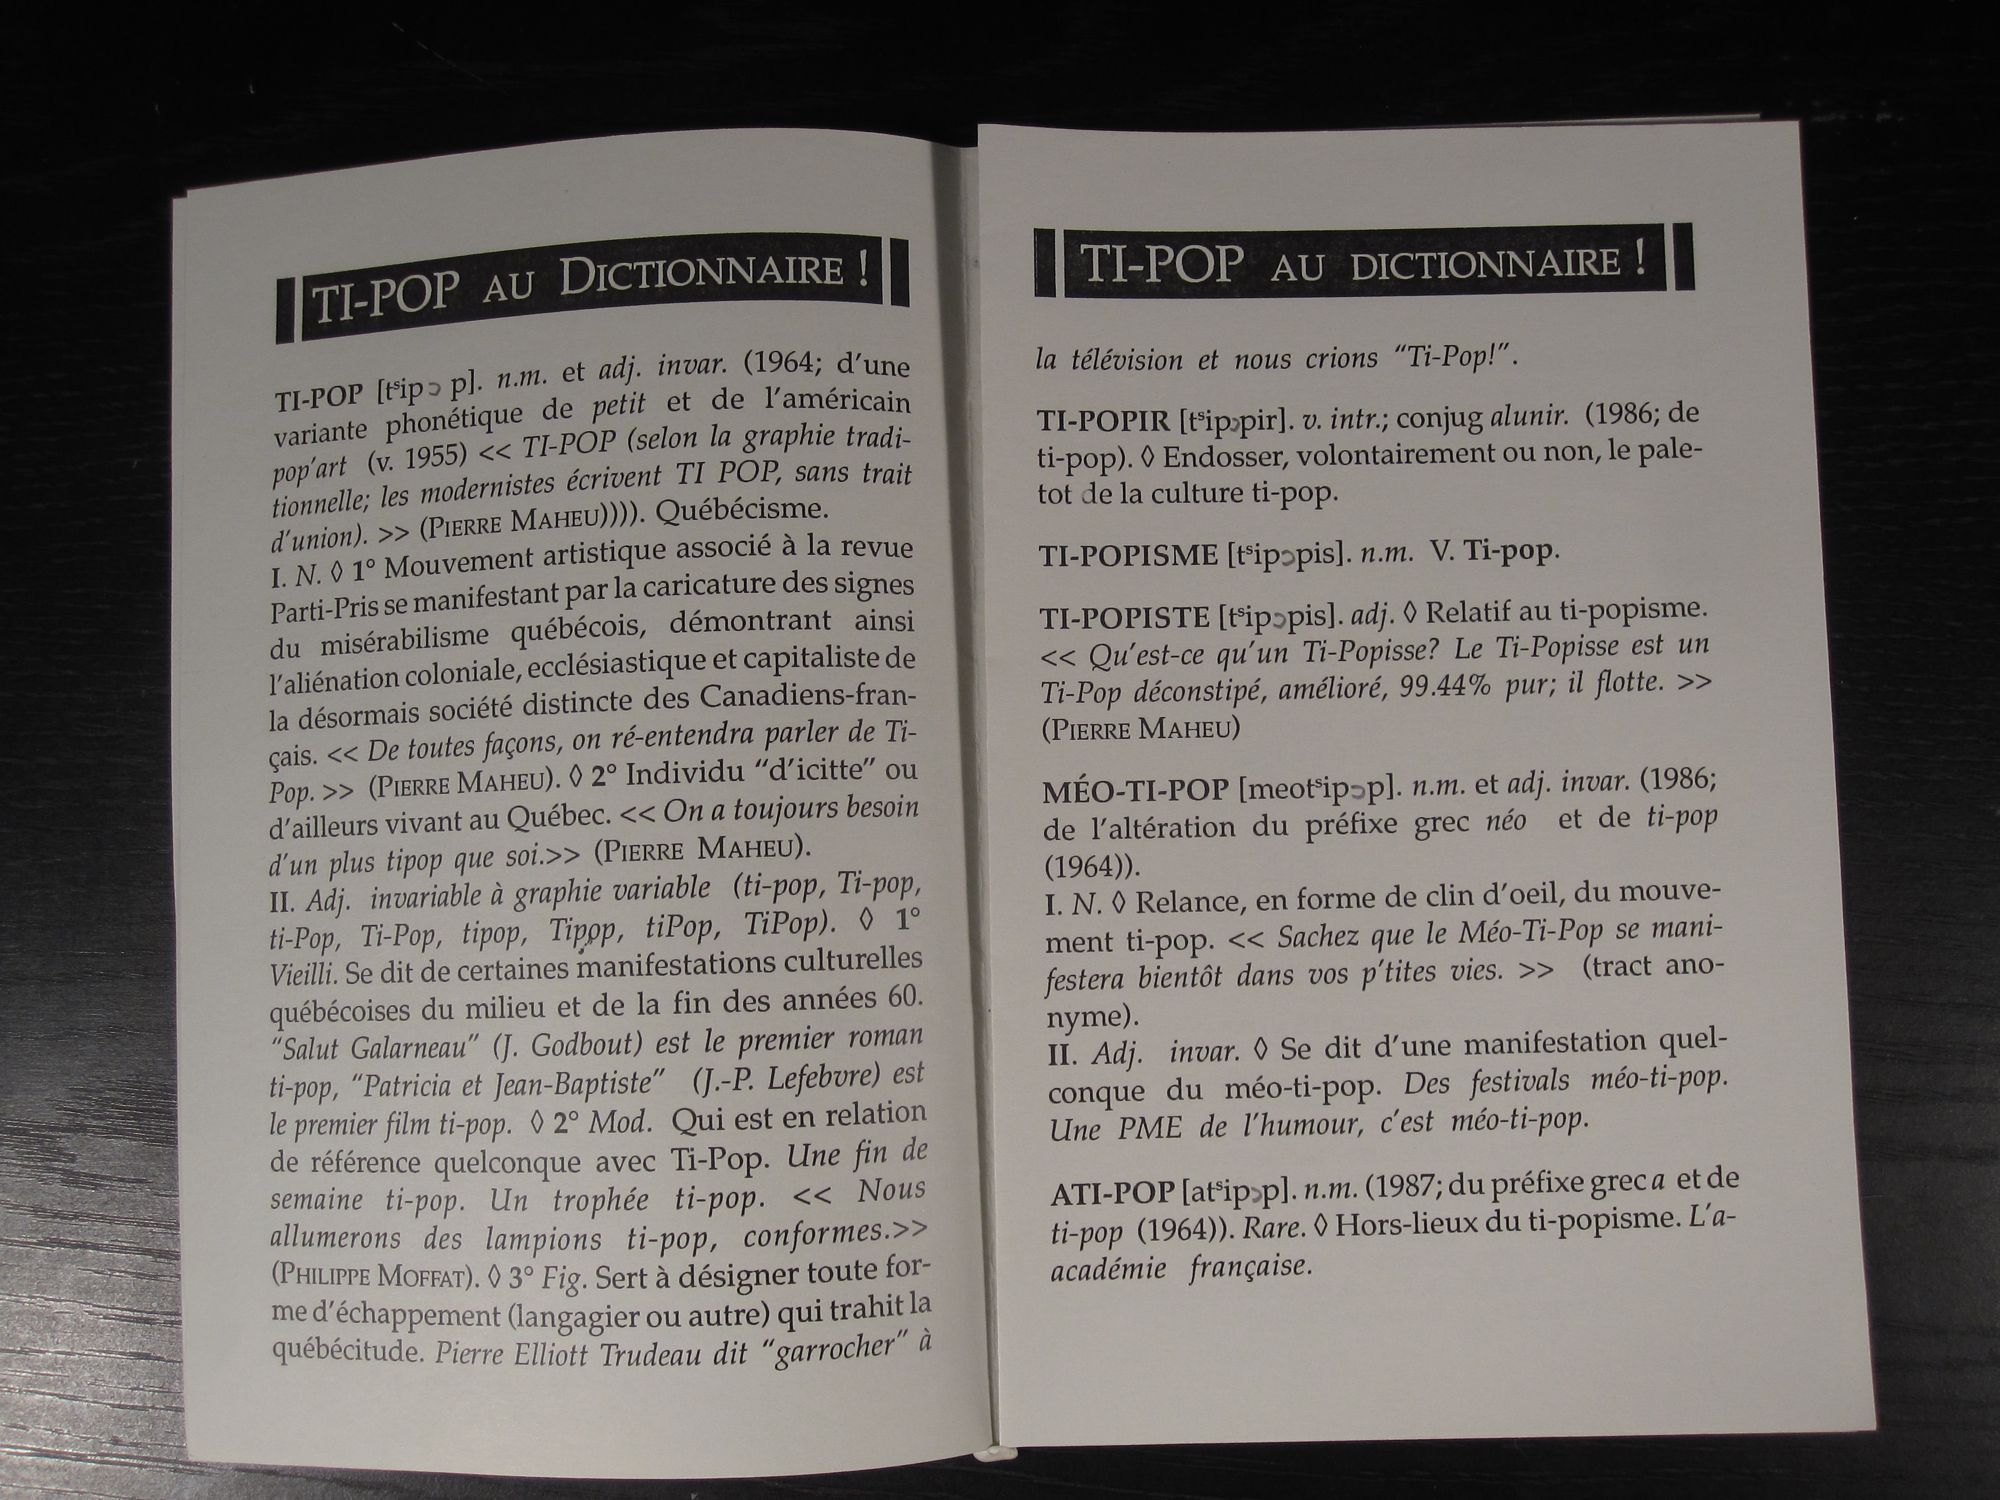 TI-POP AU DICTIONNAIRE !
TI-POP [tˢipɔp]. n.m. et adj. invar. (1964; d'une
variante phonétique de petit et de l'américain
pop'art (v. 1955) << TI-POP (selon la graphie tradi-
tionnelle; les modernistes écrivent TI POP, sans trait
d'union). >> (PIERRE MAHEU)))). Québécisme.
I. N. ◊ 1° Mouvement artistique associé à la revue
Parti-Pris se manifestant par la caricature des signes
du misérabilisme québécois, démontrant ainsi
l'aliénation coloniale, ecclésiastique et capitaliste de
la désormais société distincte des Canadiens-fran-
çais. << De toutes façons, on ré-entendra parler de Ti-
Pop. >> (PIERRE MAHEU). ◊ 2° Individu "d'icitte" ou
d'ailleurs vivant au Québec. << On a toujours besoin
d'un plus tipop que soi.>> (PIERRE MAHEU).
II. Adj. invariable à graphie variable (ti-pop, Ti-pop,
ti-Pop, Ti-Pop, tipop, Tipop, tiPop, TiPop). ◊ 1°
Vieilli. Se dit de certaines manifestations culturelles
québécoises du milieu et de la fin des années 60.
"Salut Galarneau" (J. Godbout) est le premier roman
ti-pop, "Patricia et Jean-Baptiste" (J.-P. Lefebvre) est
le premier film ti-pop. ◊ 2° Mod. Qui est en relation
de référence quelconque avec Ti-Pop. Une fin de
semaine ti-pop. Un trophée ti-pop. << Nous
allumerons des lampions ti-pop, conformes.>>
(PHILIPPE MOFFAT). ◊ 3° Fig. Sert à désigner toute for-
me d'échappement (langagier ou autre) qui trahit la
québécitude. Pierre Elliott Trudeau dit "garrocher" à
TI-POP AU DICTIONNAIRE !
la télévision et nous crions "Ti-Pop!".
TI-POPIR [tˢipɔpir]. v. intr.; conjug alunir. (1986; de
ti-pop). ◊ Endosser, volontairement ou non, le pale-
tot de la culture ti-pop.
TI-POPISME [tˢipɔpis]. n.m. V. Ti-pop.
TI-POPISTE [tˢipɔpis]. adj. ◊ Relatif au ti-popisme.
<< Qu'est-ce qu'un Ti-Popisse? Le Ti-Popisse est un
Ti-Pop déconstipé, amélioré, 99.44% pur; il flotte. >>
(PIERRE MAHEU)
MÉO-TI-POP [meotˢipɔp]. n.m. et adj. invar. (1986;
de l'altération du préfixe grec néo et de ti-pop
(1964)).
I. N. ◊ Relance, en forme de clin d'oeil, du mouve-
ment ti-pop. << Sachez que le Méo-Ti-Pop se mani-
festera bientôt dans vos p'tites vies. >> (tract ano-
nyme).
II. Adj. invar. ◊ Se dit d'une manifestation quel-
conque du méo-ti-pop. Des festivals méo-ti-pop.
Une PME de l'humour, c'est méo-ti-pop.
ATI-POP [atˢipɔp]. n.m. (1987; du préfixe grec a et de
ti-pop (1964)). Rare. ◊ Hors-lieux du ti-popisme. L'a-
académie française.